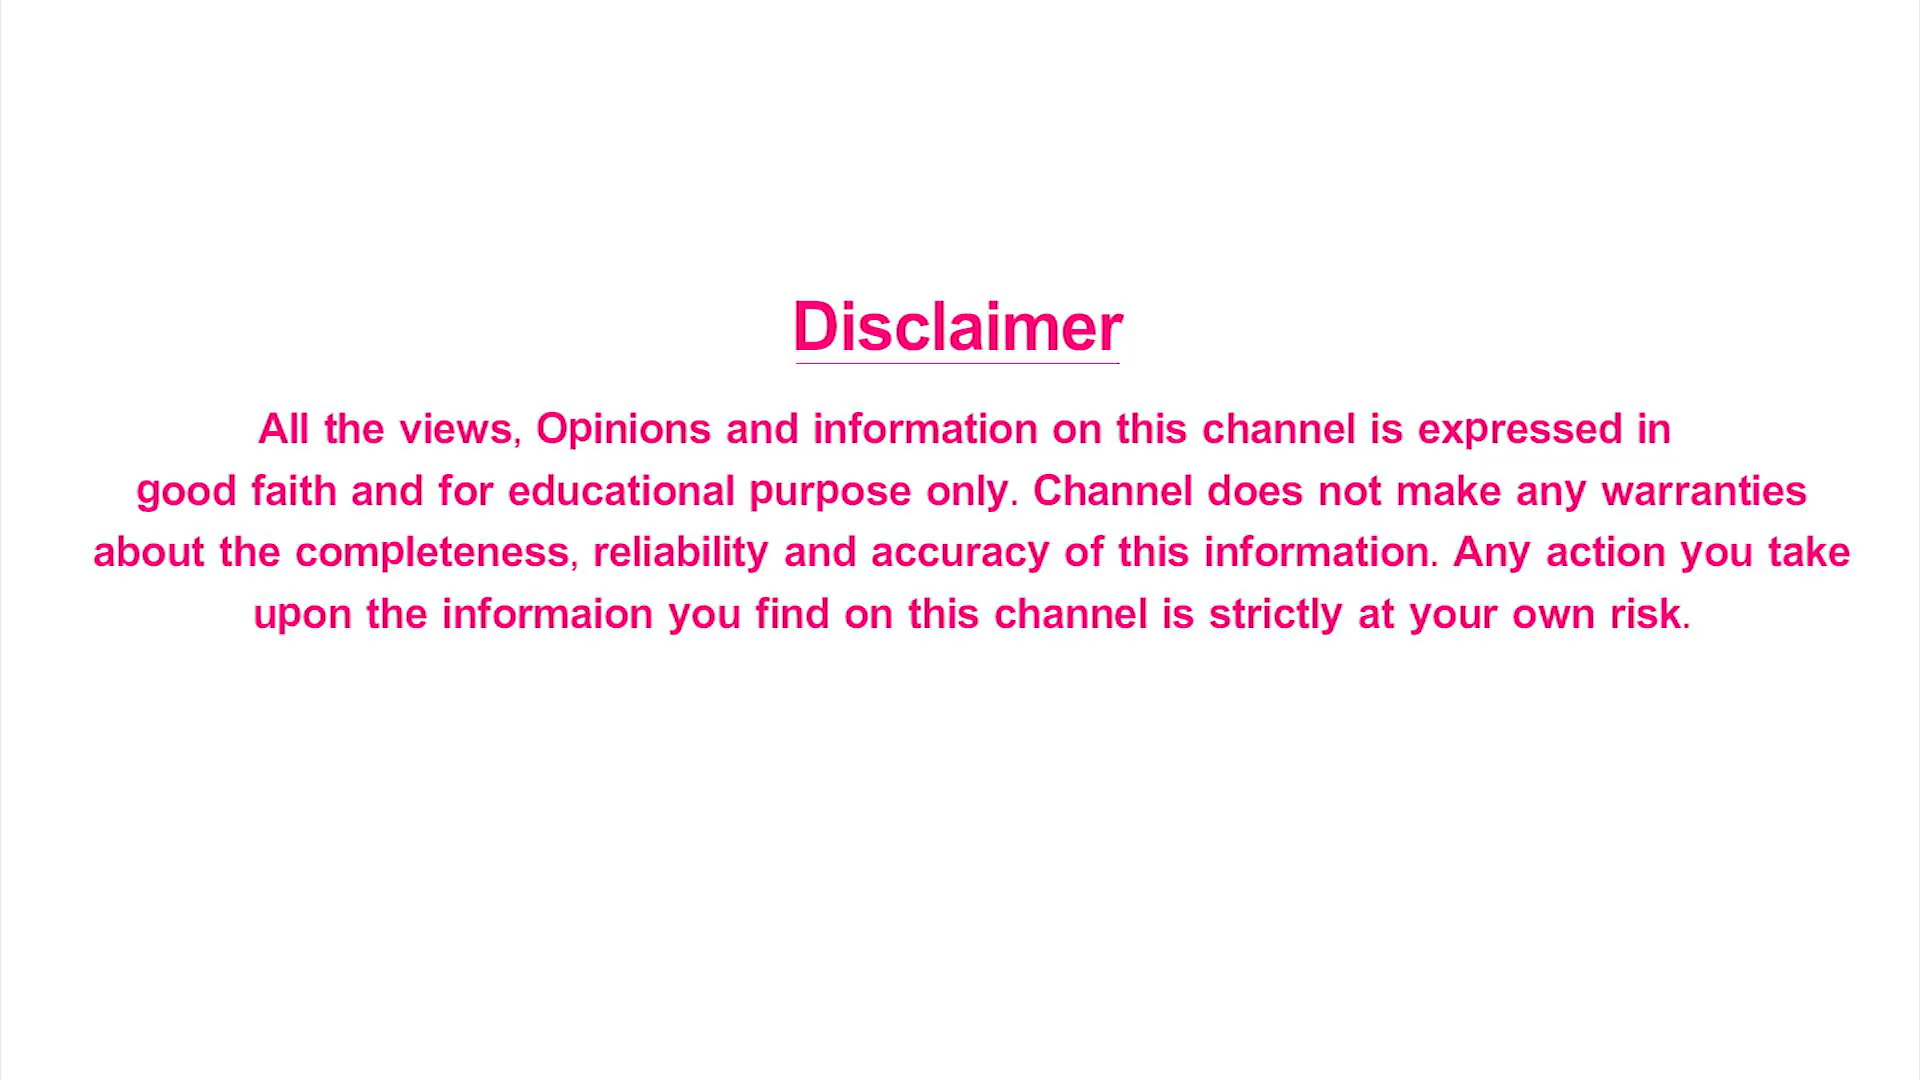 Disclaimer
All the views, Opinions and information on this channel is expressed in
good faith and for educational purpose only. Channel does not make any warranties
about the completeness, reliability and accuracy of this information. Any action you take
upon the informaion you find on this channel is strictly at your own risk.